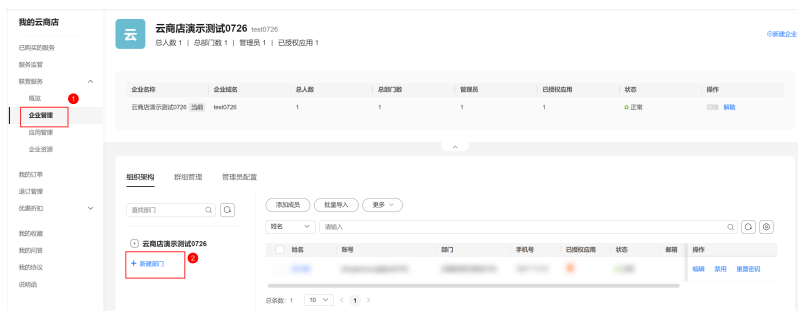 我的云商店
已购买的服务
服务监管
联营服务
概览
1
企业管理
应用管理
企业资源
我的订单
退订管理
优惠折扣
我的收藏
我的问答
我的协议
说明函
云
云商店演示测试0726 test0726
总人数 1 | 总部门数 1 | 管理员 1 | 已授权应用 1
新建企业
企业名称 企业域名 总人数 总部门数 管理员 已授权应用 状态 操作
云商店演示测试0726 当前 test0726 1 1 1 1 正常 切换 解散
组织架构 群组管理 管理员配置
查找部门
云商店演示测试0726
2
+ 新建部门
添加成员 批量导入 更多
姓名 请输入
姓名 账号 部门 手机号 已授权应用 状态 邮箱 操作
编辑 禁用 重置密码
总条数: 1 10 < 1 >